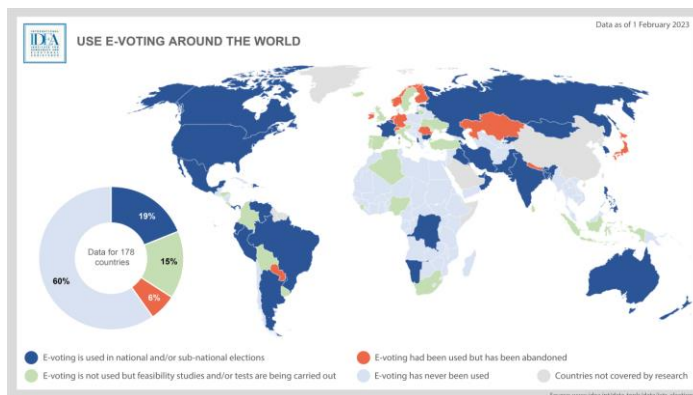 Data as of 1 February 2023
INTERNATIONAL
IDEA
USE E-VOTING AROUND THE WORLD
19%
Data for 178
countries
15%
60%
6%
E-voting is used in national and/or sub-national elections
E-voting had been used but has been abandoned
E-voting is not used but feasibility studies and/or tests are being carried out
E-voting has never been used
Countries not covered by research